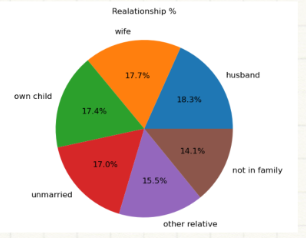 Realationship %
wife
17.7%
husband
18.3%
own child
17.4%
not in family
14.1%
unmarried
17.0%
other relative
15.5%